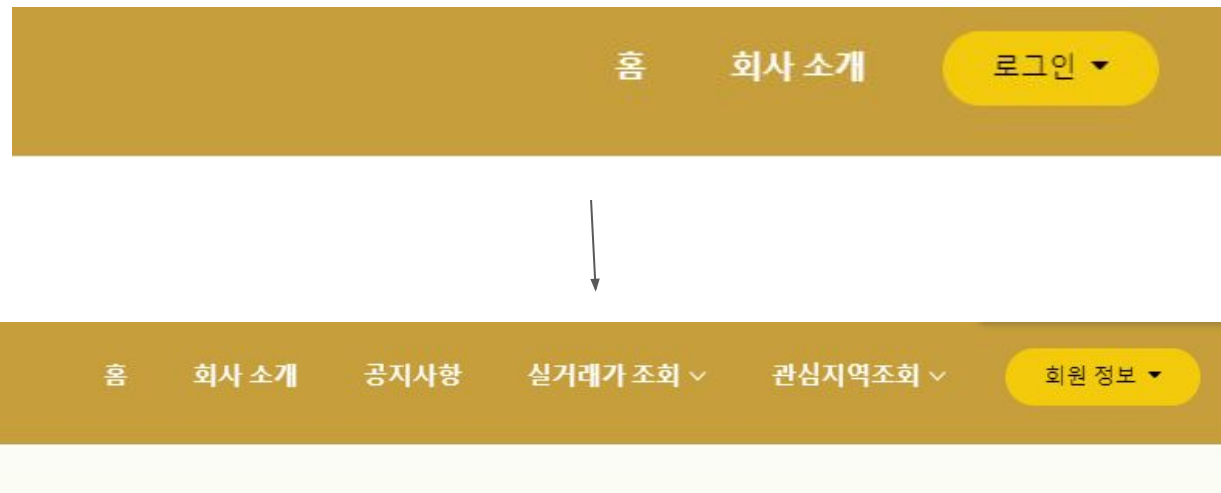 홈 회사 소개 로그인
홈 회사 소개 공지사항 실거래가 조회 관심지역조회 회원 정보